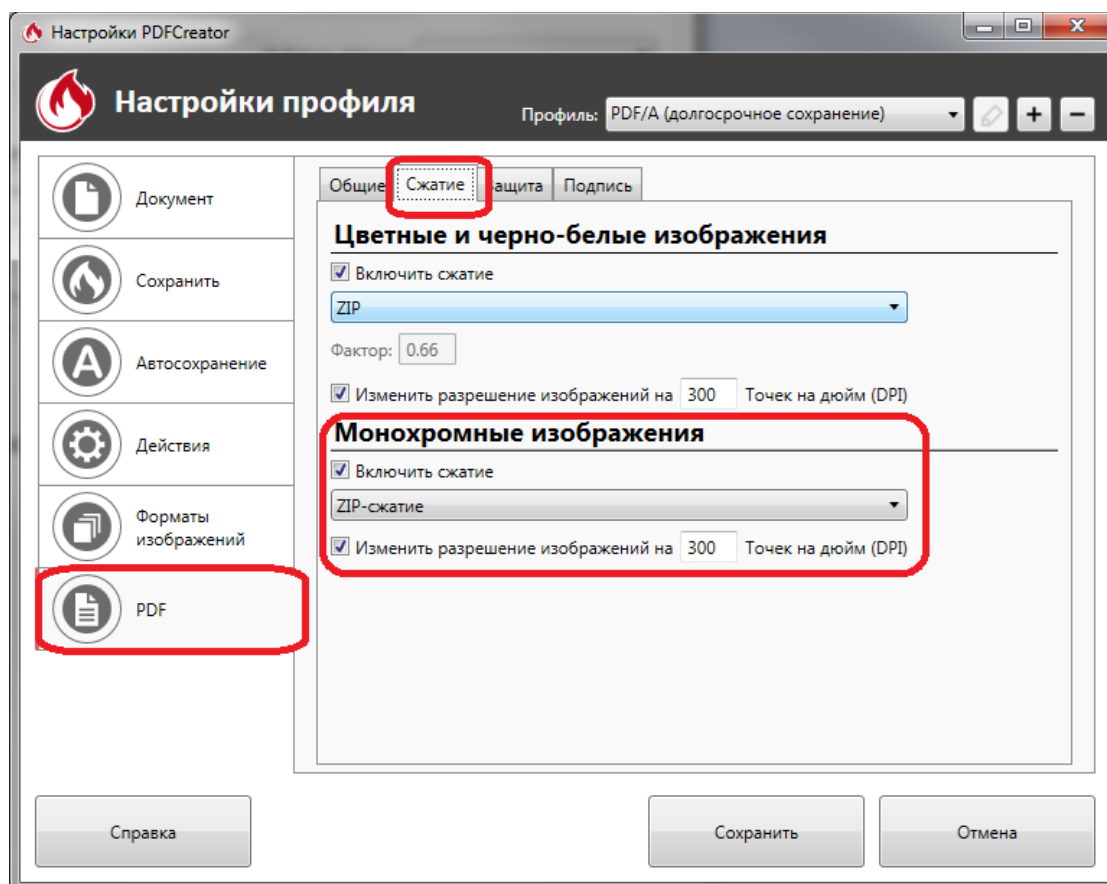 Настройки PDFCreator
Настройки профиля
Профиль: PDF/A (долгосрочное сохранение)
Документ
Сохранить
Автосохранение
Действия
Форматы
изображений
PDF
Общие Сжатие ащита Подпись
Цветные и черно-белые изображения
Включить сжатие
ZIP
Фактор: 0.66
Изменить разрешение изображений на 300 Точек на дюйм (DPI)
Монохромные изображения
Включить сжатие
ZIP-сжатие
Изменить разрешение изображений на 300 Точек на дюйм (DPI)
Справка Сохранить Отмена